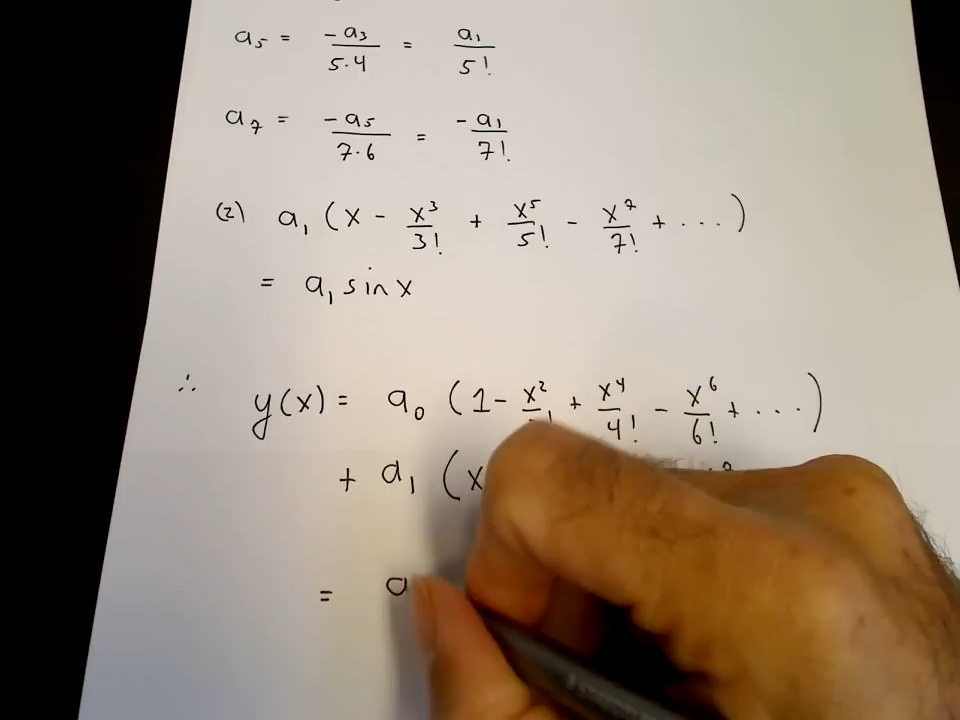 a₅ = -a₃/5·4 = a₁/5!
a₇ = -a₅/7·6 = -a₁/7!
(2) a₁ (x - x³/3! + x⁵/5! - x⁷/7! + ...)
= a₁ sin x
∴ y(x) = a₀ (1 - x²/ ! + x⁴/4! - x⁶/6! + ...)
+ a₁ (x
= a